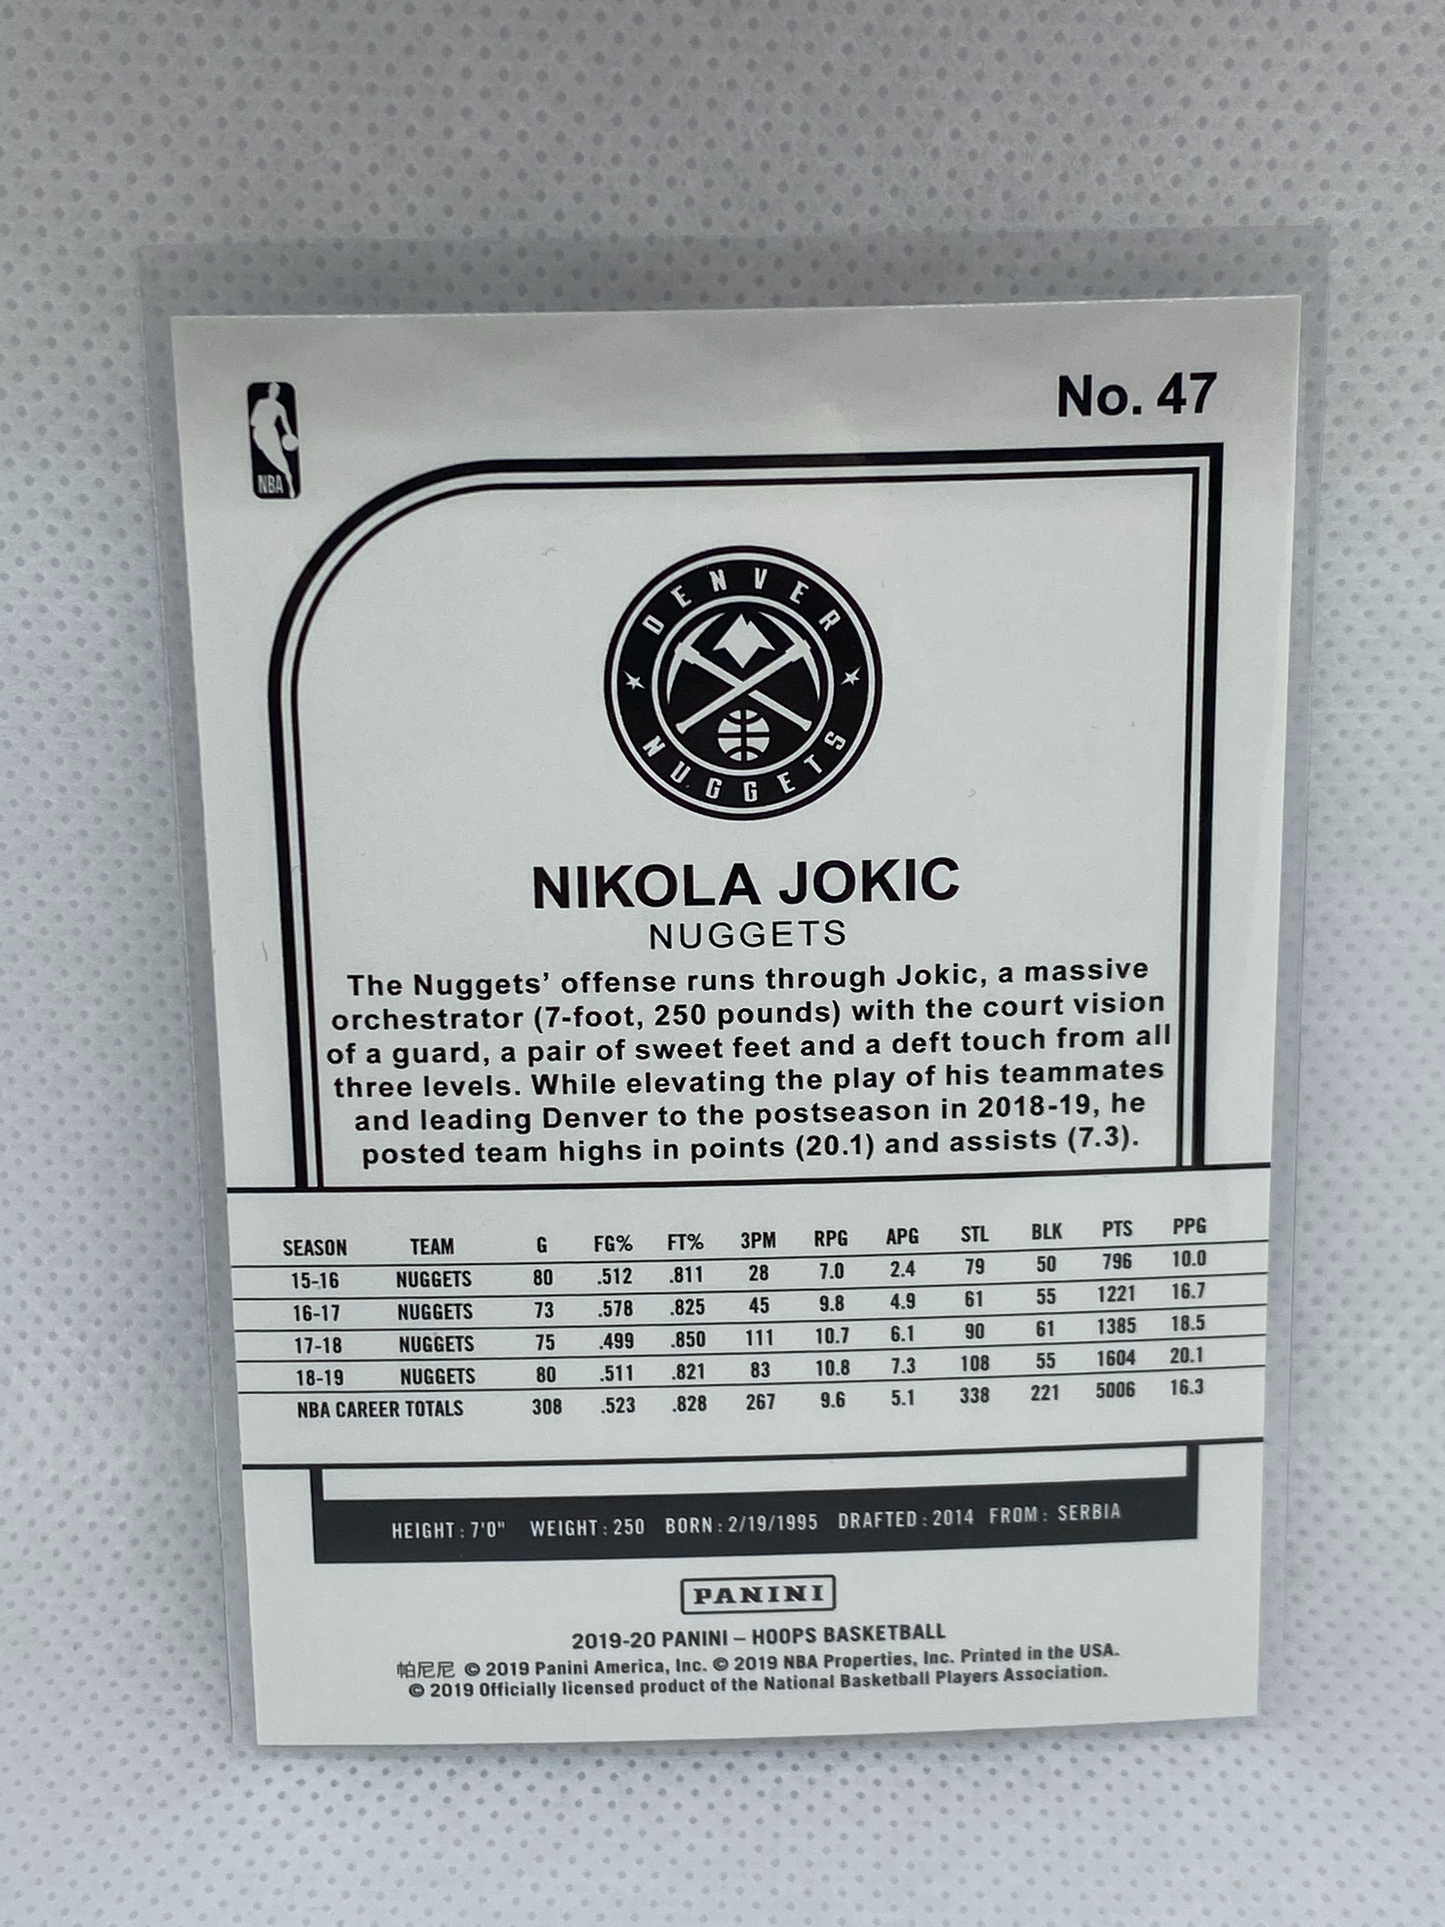 No. 47
NBA
DENVER
NUGGETS
NIKOLA JOKIC
NUGGETS
The Nuggets’ offense runs through Jokic, a massive
orchestrator (7-foot, 250 pounds) with the court vision
of a guard, a pair of sweet feet and a deft touch from all
three levels. While elevating the play of his teammates
and leading Denver to the postseason in 2018-19, he
posted team highs in points (20.1) and assists (7.3).
SEASON TEAM G FG% FT% 3PM RPG APG STL BLK PTS PPG
15-16 NUGGETS 80 .512 .811 28 7.0 2.4 79 50 796 10.0
16-17 NUGGETS 73 .578 .825 45 9.8 4.9 61 55 1221 16.7
17-18 NUGGETS 75 .499 .850 111 10.7 6.1 90 61 1385 18.5
18-19 NUGGETS 80 .511 .821 83 10.8 7.3 108 55 1604 20.1
NBA CAREER TOTALS 308 .523 .828 267 9.6 5.1 338 221 5006 16.3
HEIGHT: 7'0" WEIGHT: 250 BORN: 2/19/1995 DRAFTED: 2014 FROM: SERBIA
PANINI
2019-20 PANINI – HOOPS BASKETBALL
帕尼尼 © 2019 Panini America, Inc. © 2019 NBA Properties, Inc. Printed in the USA.
© 2019 Officially licensed product of the National Basketball Players Association.